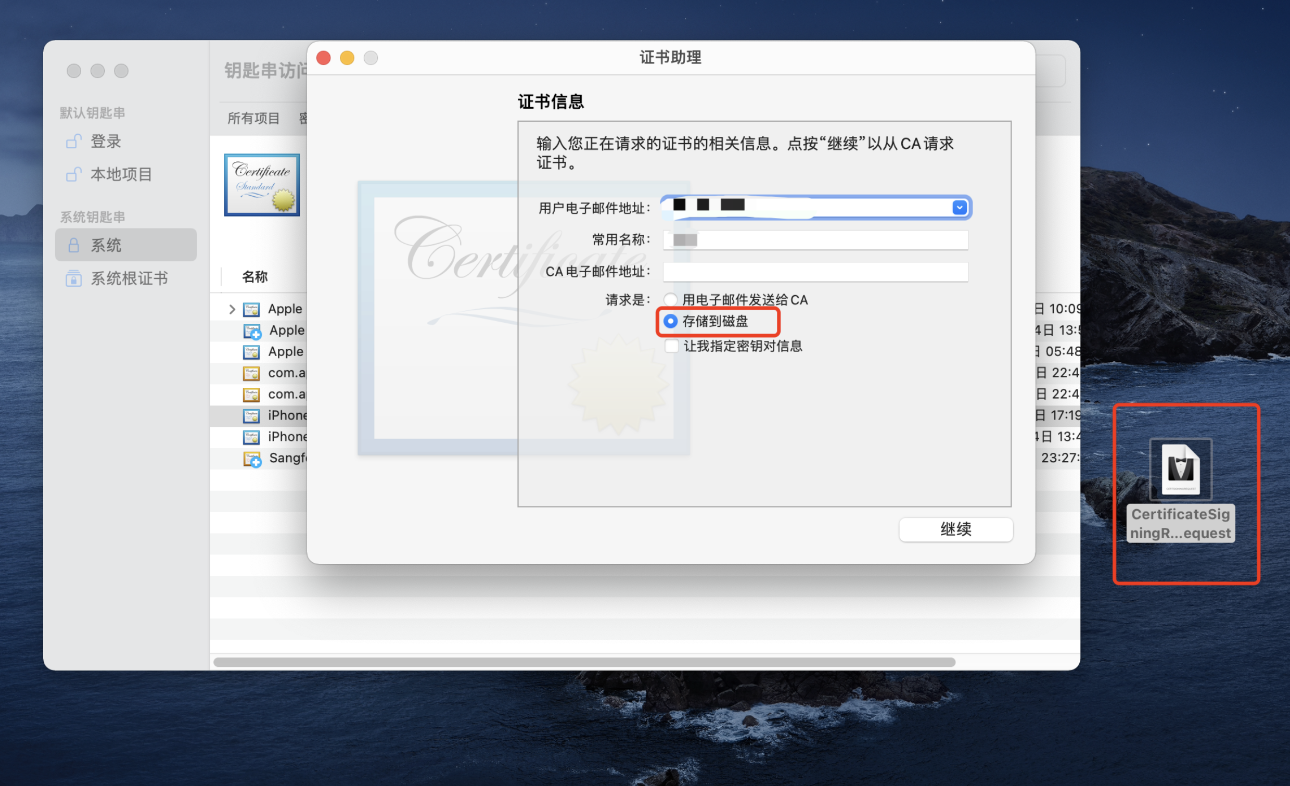 证书助理
钥匙串访问
默认钥匙串
登录
本地项目
系统钥匙串
系统
系统根证书
所有项目
Certificate
Standard
名称
Apple
Apple
Apple
com.a
com.a
iPhone
iPhone
Sangf
证书信息
输入您正在请求的证书的相关信息。点按“继续”以从 CA 请求
证书。
Certificate
用户电子邮件地址：
常用名称：
CA 电子邮件地址：
请求是：
用电子邮件发送给 CA
存储到磁盘
让我指定密钥对信息
继续
日 10:09
4日 13:5
日 05:48
日 22:4
日 22:4
日 17:19
4日 13:4
23:27:
CertificateSig
ningR...equest